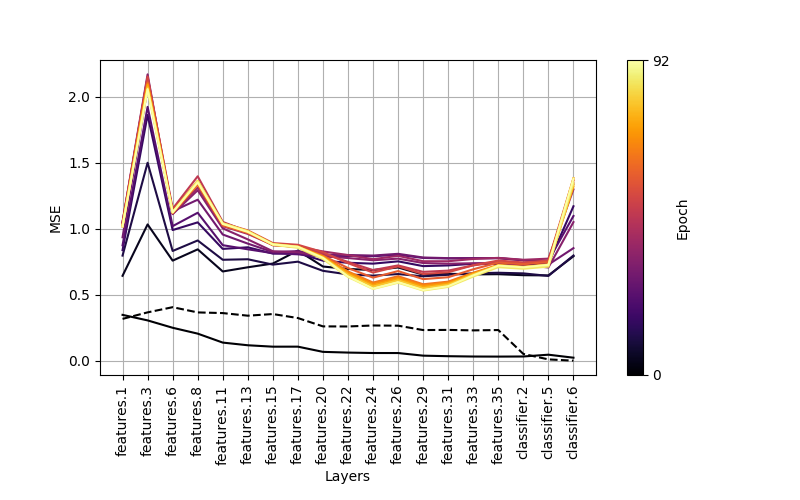 2.0
1.5
1.0
0.5
0.0
MSE
features.1
features.3
features.6
features.8
features.11
features.13
features.15
features.17
features.20
features.22
features.24
features.26
features.29
features.31
features.33
features.35
classifier.2
classifier.5
classifier.6
Layers
92
0
Epoch